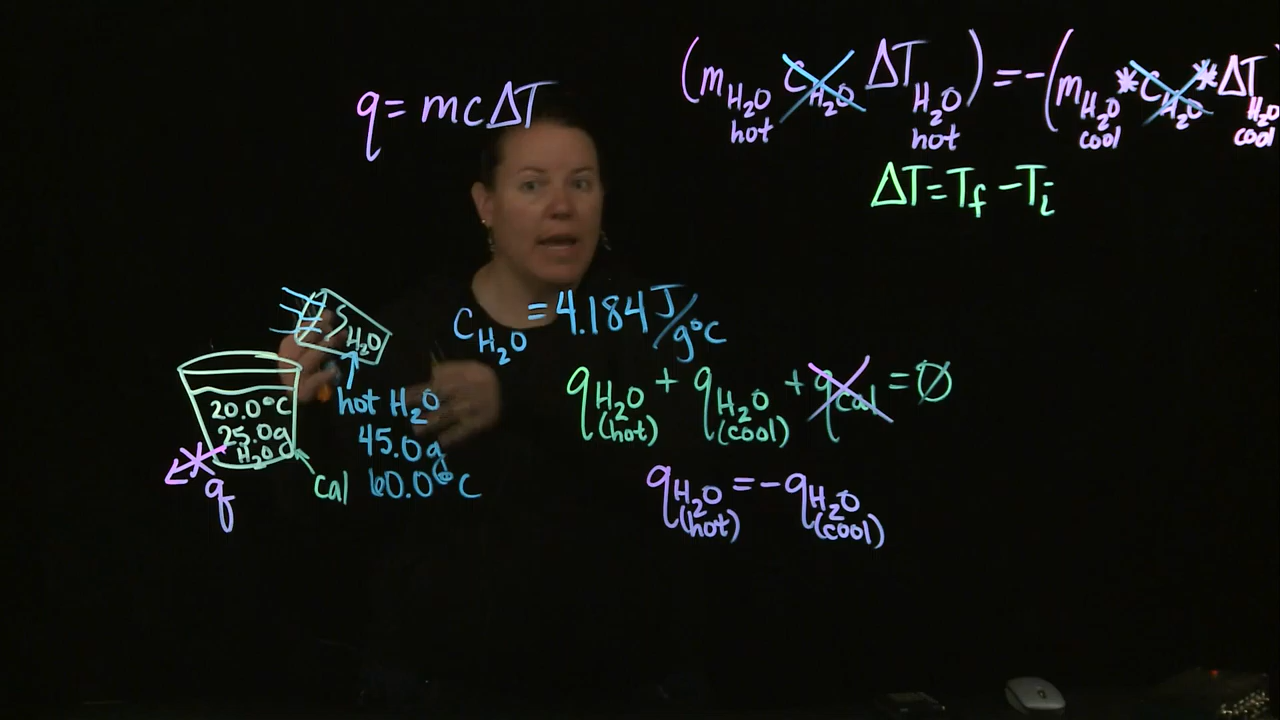 q = mcΔT
(m H₂O hot c H₂O ΔT H₂O hot) = -(m H₂O cool * c H₂O * ΔT H₂O cool
ΔT = Tf - Ti
H₂O
c H₂O = 4.184 J/g°C
20.0°C
25.0g
H₂O
q
cal
hot H₂O
45.0g
60.0°C
q H₂O (hot) + q H₂O (cool) + q cal = ∅
q H₂O (hot) = -q H₂O (cool)